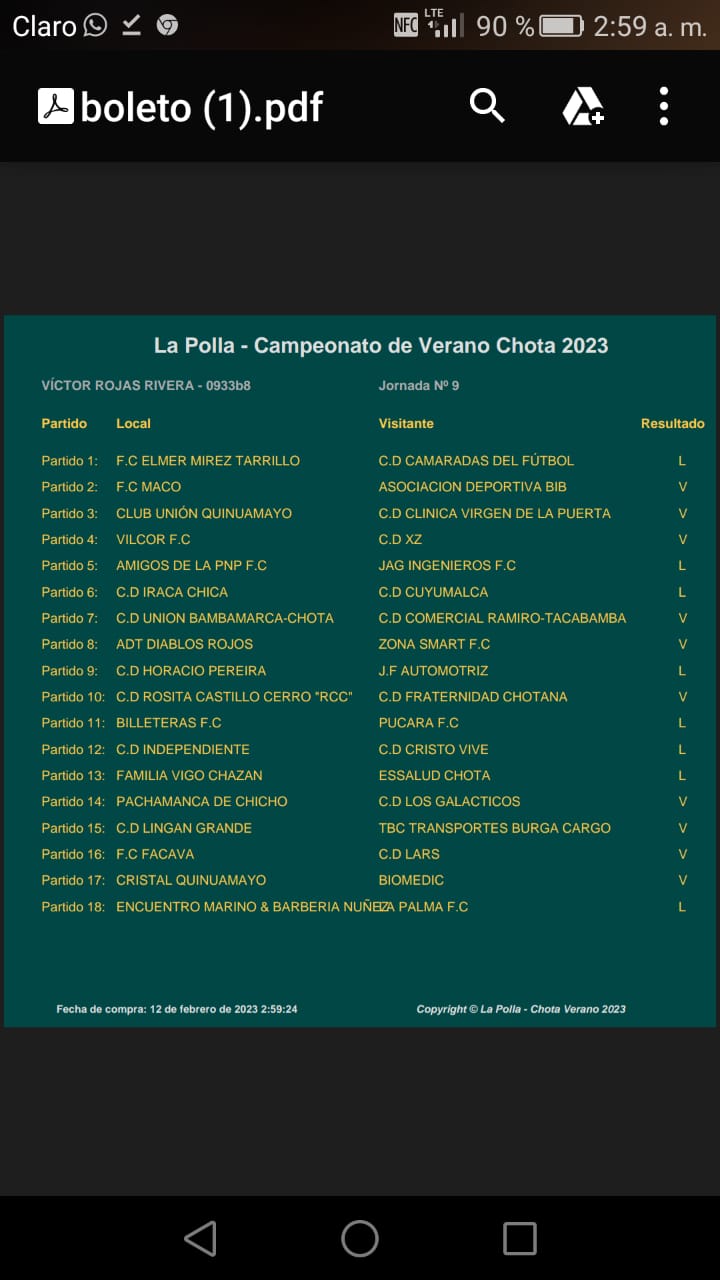 Claro LTE NFC 90 % 2:59 a. m.
boleto (1).pdf
La Polla - Campeonato de Verano Chota 2023
VÍCTOR ROJAS RIVERA - 0933b8 Jornada Nº 9
Partido Local Visitante Resultado
Partido 1: F.C ELMER MIREZ TARRILLO C.D CAMARADAS DEL FÚTBOL L
Partido 2: F.C MACO ASOCIACION DEPORTIVA BIB V
Partido 3: CLUB UNIÓN QUINUAMAYO C.D CLINICA VIRGEN DE LA PUERTA V
Partido 4: VILCOR F.C C.D XZ V
Partido 5: AMIGOS DE LA PNP F.C JAG INGENIEROS F.C L
Partido 6: C.D IRACA CHICA C.D CUYUMALCA L
Partido 7: C.D UNION BAMBAMARCA-CHOTA C.D COMERCIAL RAMIRO-TACABAMBA V
Partido 8: ADT DIABLOS ROJOS ZONA SMART F.C V
Partido 9: C.D HORACIO PEREIRA J.F AUTOMOTRIZ L
Partido 10: C.D ROSITA CASTILLO CERRO "RCC" C.D FRATERNIDAD CHOTANA V
Partido 11: BILLETERAS F.C PUCARA F.C L
Partido 12: C.D INDEPENDIENTE C.D CRISTO VIVE L
Partido 13: FAMILIA VIGO CHAZAN ESSALUD CHOTA L
Partido 14: PACHAMANCA DE CHICHO C.D LOS GALACTICOS V
Partido 15: C.D LINGAN GRANDE TBC TRANSPORTES BURGA CARGO V
Partido 16: F.C FACAVA C.D LARS V
Partido 17: CRISTAL QUINUAMAYO BIOMEDIC V
Partido 18: ENCUENTRO MARINO & BARBERIA NUÑEZ LA PALMA F.C L
Fecha de compra: 12 de febrero de 2023 2:59:24 Copyright © La Polla - Chota Verano 2023